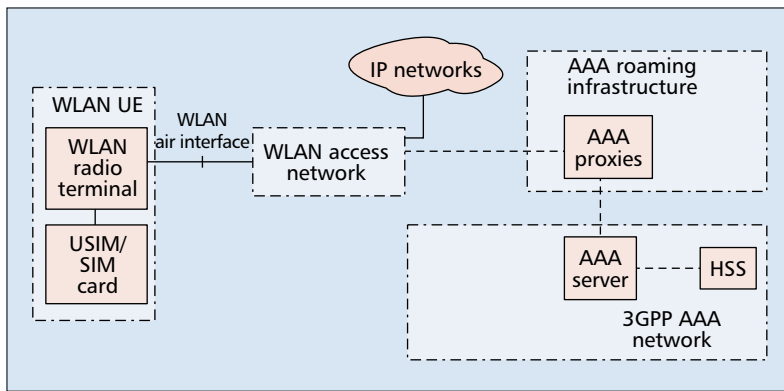 WLAN UE
WLAN
radio
terminal
USIM/
SIM
card
WLAN
air interface
WLAN access
network
IP networks
AAA roaming
infrastructure
AAA
proxies
AAA
server
HSS
3GPP AAA
network